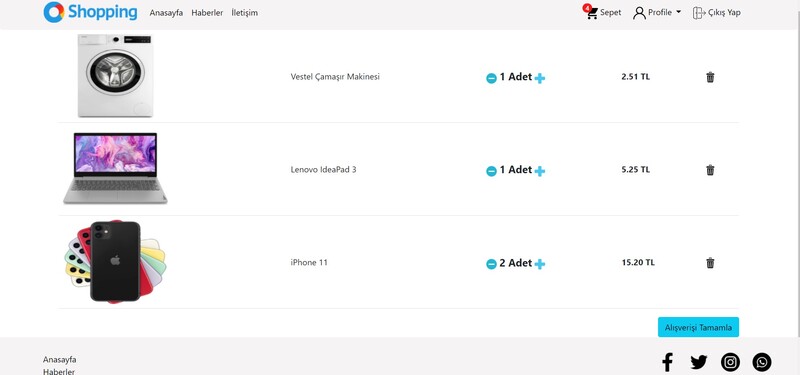 Shopping
Anasayfa Haberler İletişim
4
Sepet Profile Çıkış Yap
Vestel Çamaşır Makinesi 1 Adet 2.51 TL
Lenovo IdeaPad 3 1 Adet 5.25 TL
iPhone 11 2 Adet 15.20 TL
Alışverişi Tamamla
Anasayfa
Haberler